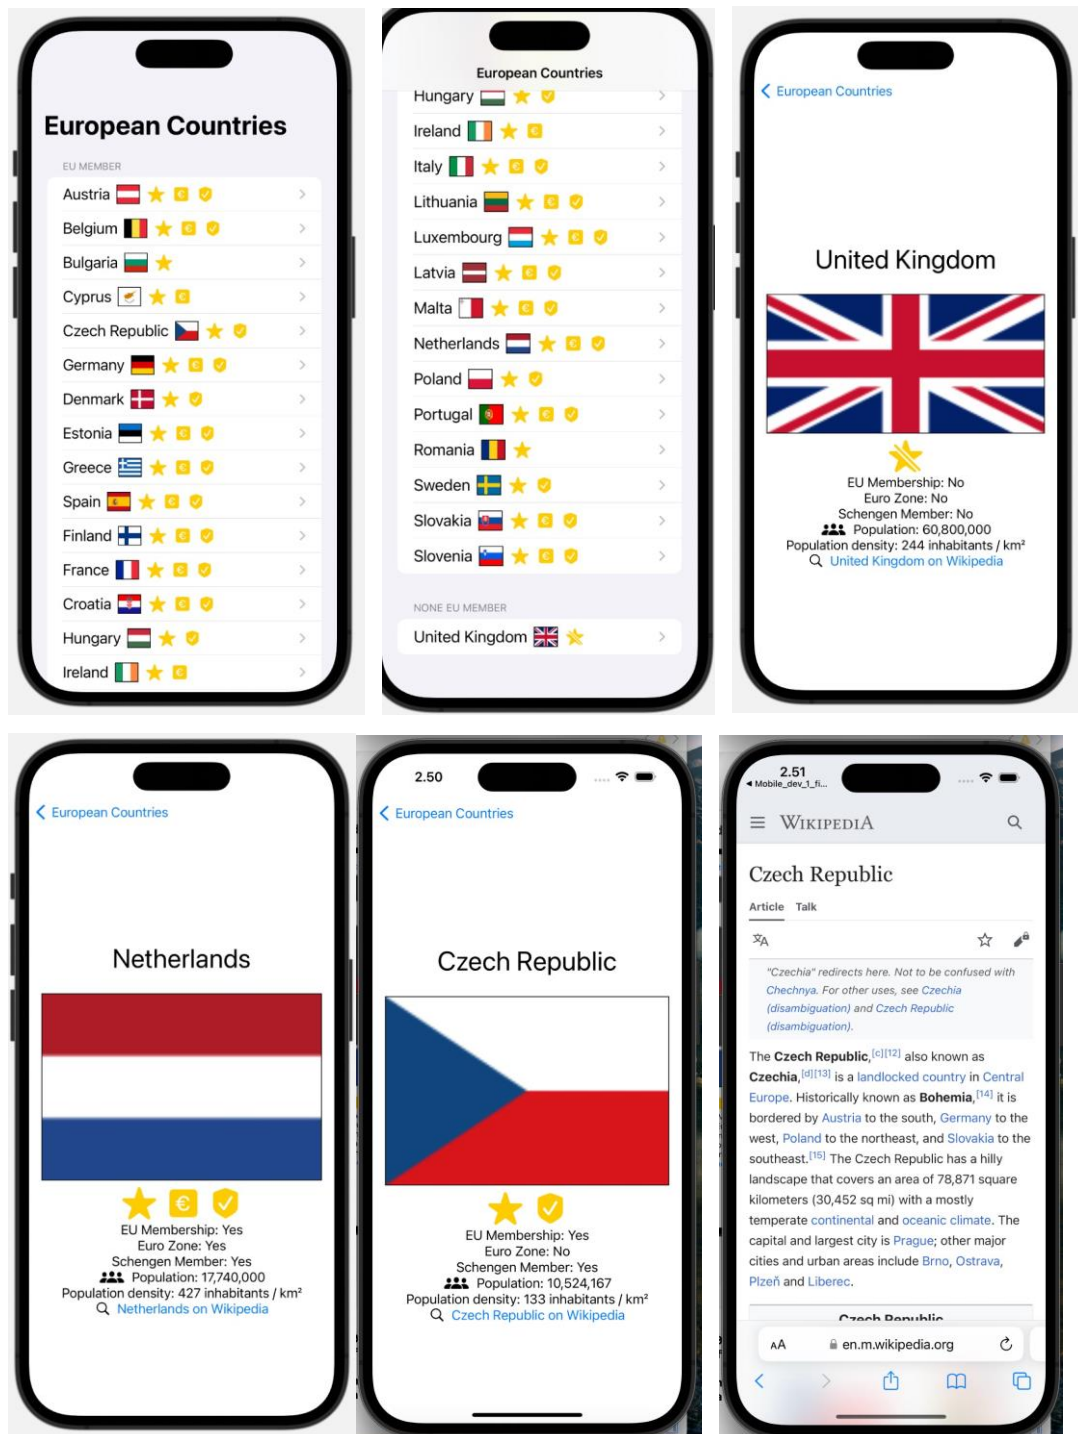 European Countries
EU MEMBER
Austria
Belgium
Bulgaria
Cyprus
Czech Republic
Germany
Denmark
Estonia
Greece
Spain
Finland
France
Croatia
Hungary
Ireland
European Countries
Hungary
Ireland
Italy
Lithuania
Luxembourg
Latvia
Malta
Netherlands
Poland
Portugal
Romania
Sweden
Slovakia
Slovenia
NONE EU MEMBER
United Kingdom
European Countries
United Kingdom
EU Membership: No
Euro Zone: No
Schengen Member: No
Population: 60,800,000
Population density: 244 inhabitants / km²
United Kingdom on Wikipedia
European Countries
Netherlands
EU Membership: Yes
Euro Zone: Yes
Schengen Member: Yes
Population: 17,740,000
Population density: 427 inhabitants / km²
Netherlands on Wikipedia
2.50
European Countries
Czech Republic
EU Membership: Yes
Euro Zone: No
Schengen Member: Yes
Population: 10,524,167
Population density: 133 inhabitants / km²
Czech Republic on Wikipedia
2.51
Mobile_dev_1_fi...
WIKIPEDIA
Czech Republic
Article Talk
"Czechia" redirects here. Not to be confused with
Chechnya. For other uses, see Czechia
(disambiguation) and Czech Republic
(disambiguation).
The Czech Republic,[c][12] also known as
Czechia,[d][13] is a landlocked country in Central
Europe. Historically known as Bohemia,[14] it is
bordered by Austria to the south, Germany to the
west, Poland to the northeast, and Slovakia to the
southeast.[15] The Czech Republic has a hilly
landscape that covers an area of 78,871 square
kilometers (30,452 sq mi) with a mostly
temperate continental and oceanic climate. The
capital and largest city is Prague; other major
cities and urban areas include Brno, Ostrava,
Plzeň and Liberec.
Czech Republic
AA en.m.wikipedia.org